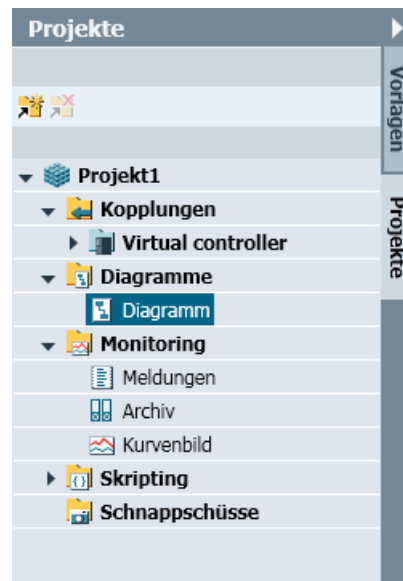 Projekte
Projekt1
Kopplungen
Virtual controller
Diagramme
Diagramm
Monitoring
Meldungen
Archiv
Kurvenbild
Skripting
Schnappschüsse
Vorlagen
Projekte